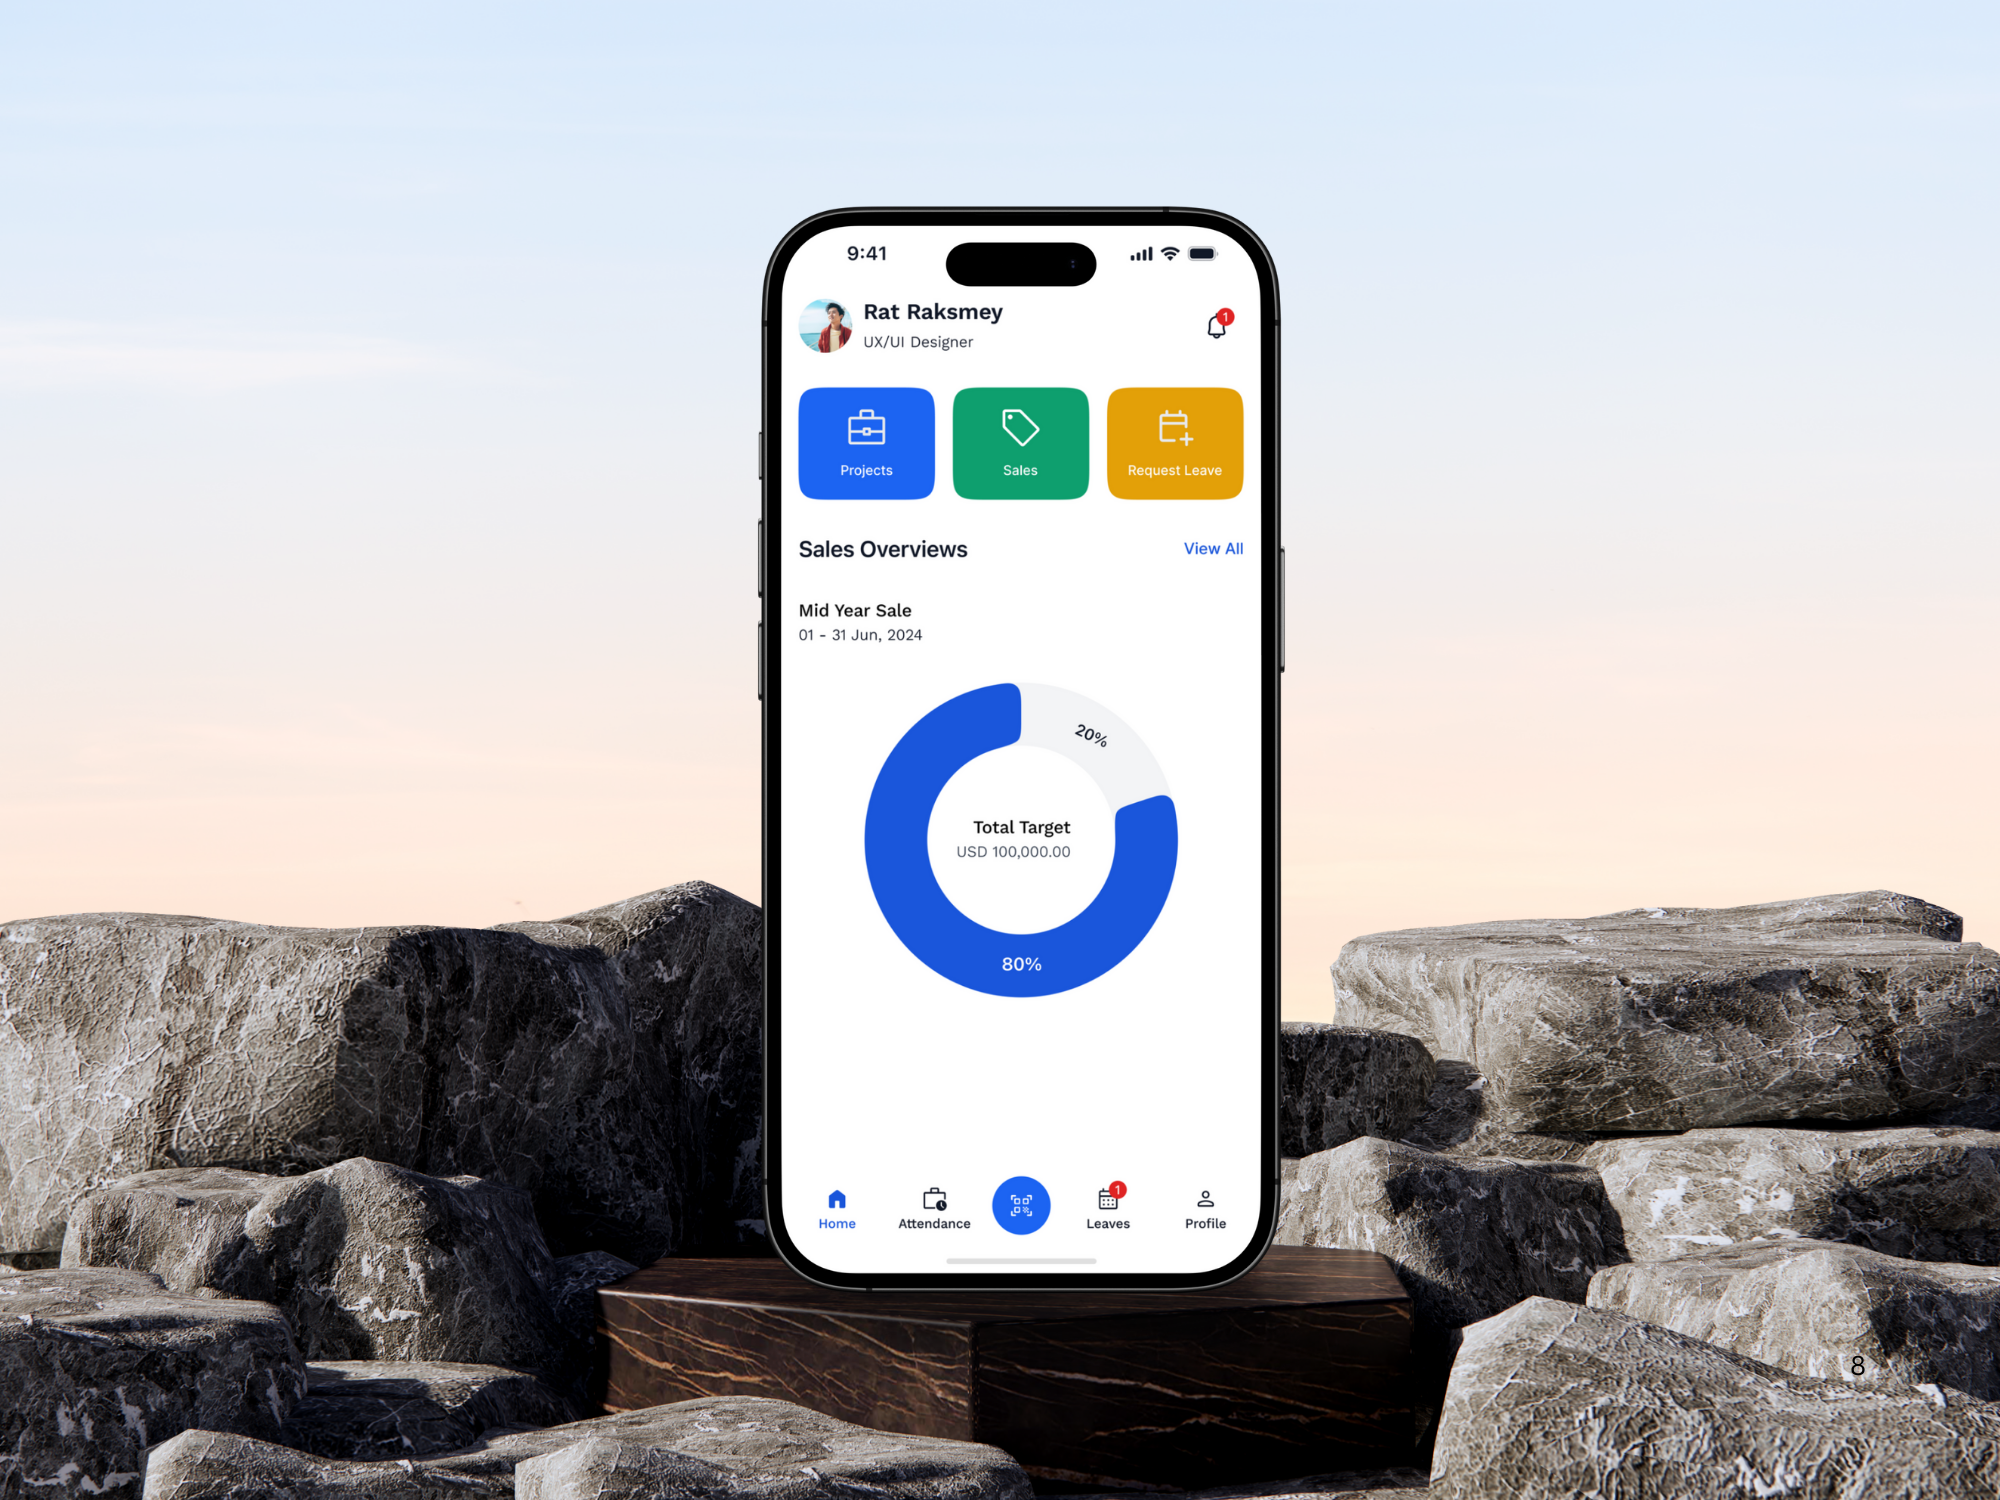 9:41
Rat Raksmey
1
UX/UI Designer
Projects
Sales
Request Leave
Sales Overviews
View All
Mid Year Sale
01 - 31 Jun, 2024
20%
Total Target
USD 100,000.00
80%
1
Home
Attendance
Leaves
Profile
8